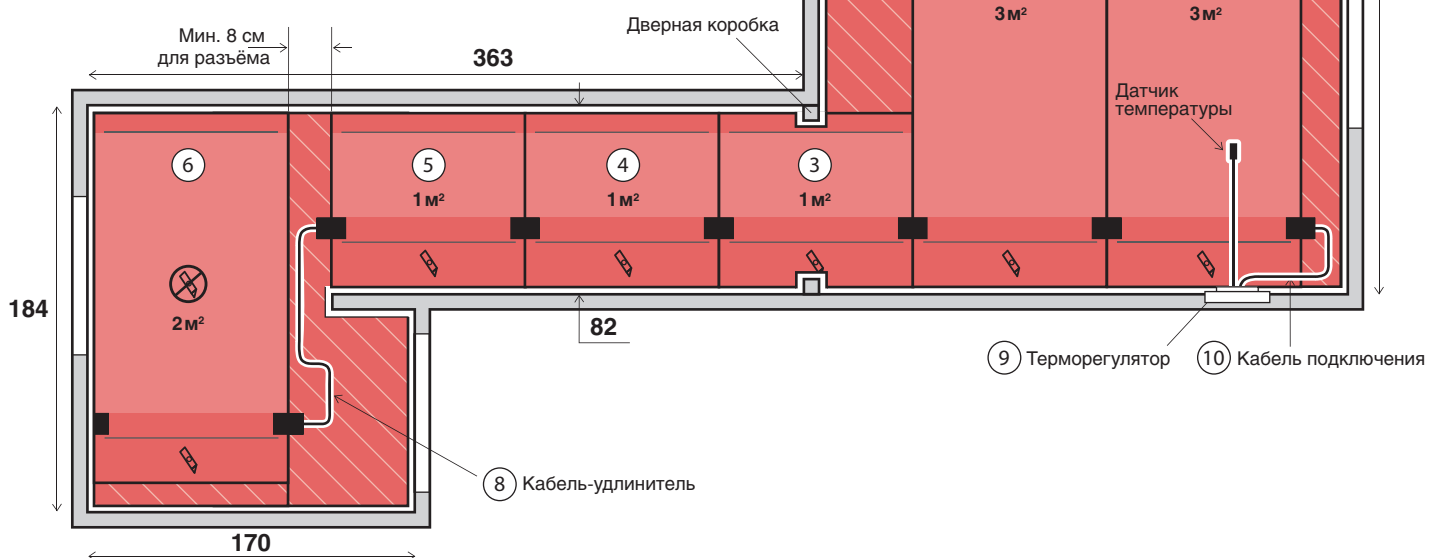 3 м²
3 м²
Дверная коробка
Мин. 8 см
для разъёма
363
Датчик
температуры
6
5
4
3
1 м²
1 м²
1 м²
184
2 м²
82
9 Терморегулятор
10 Кабель подключения
8 Кабель-удлинитель
170